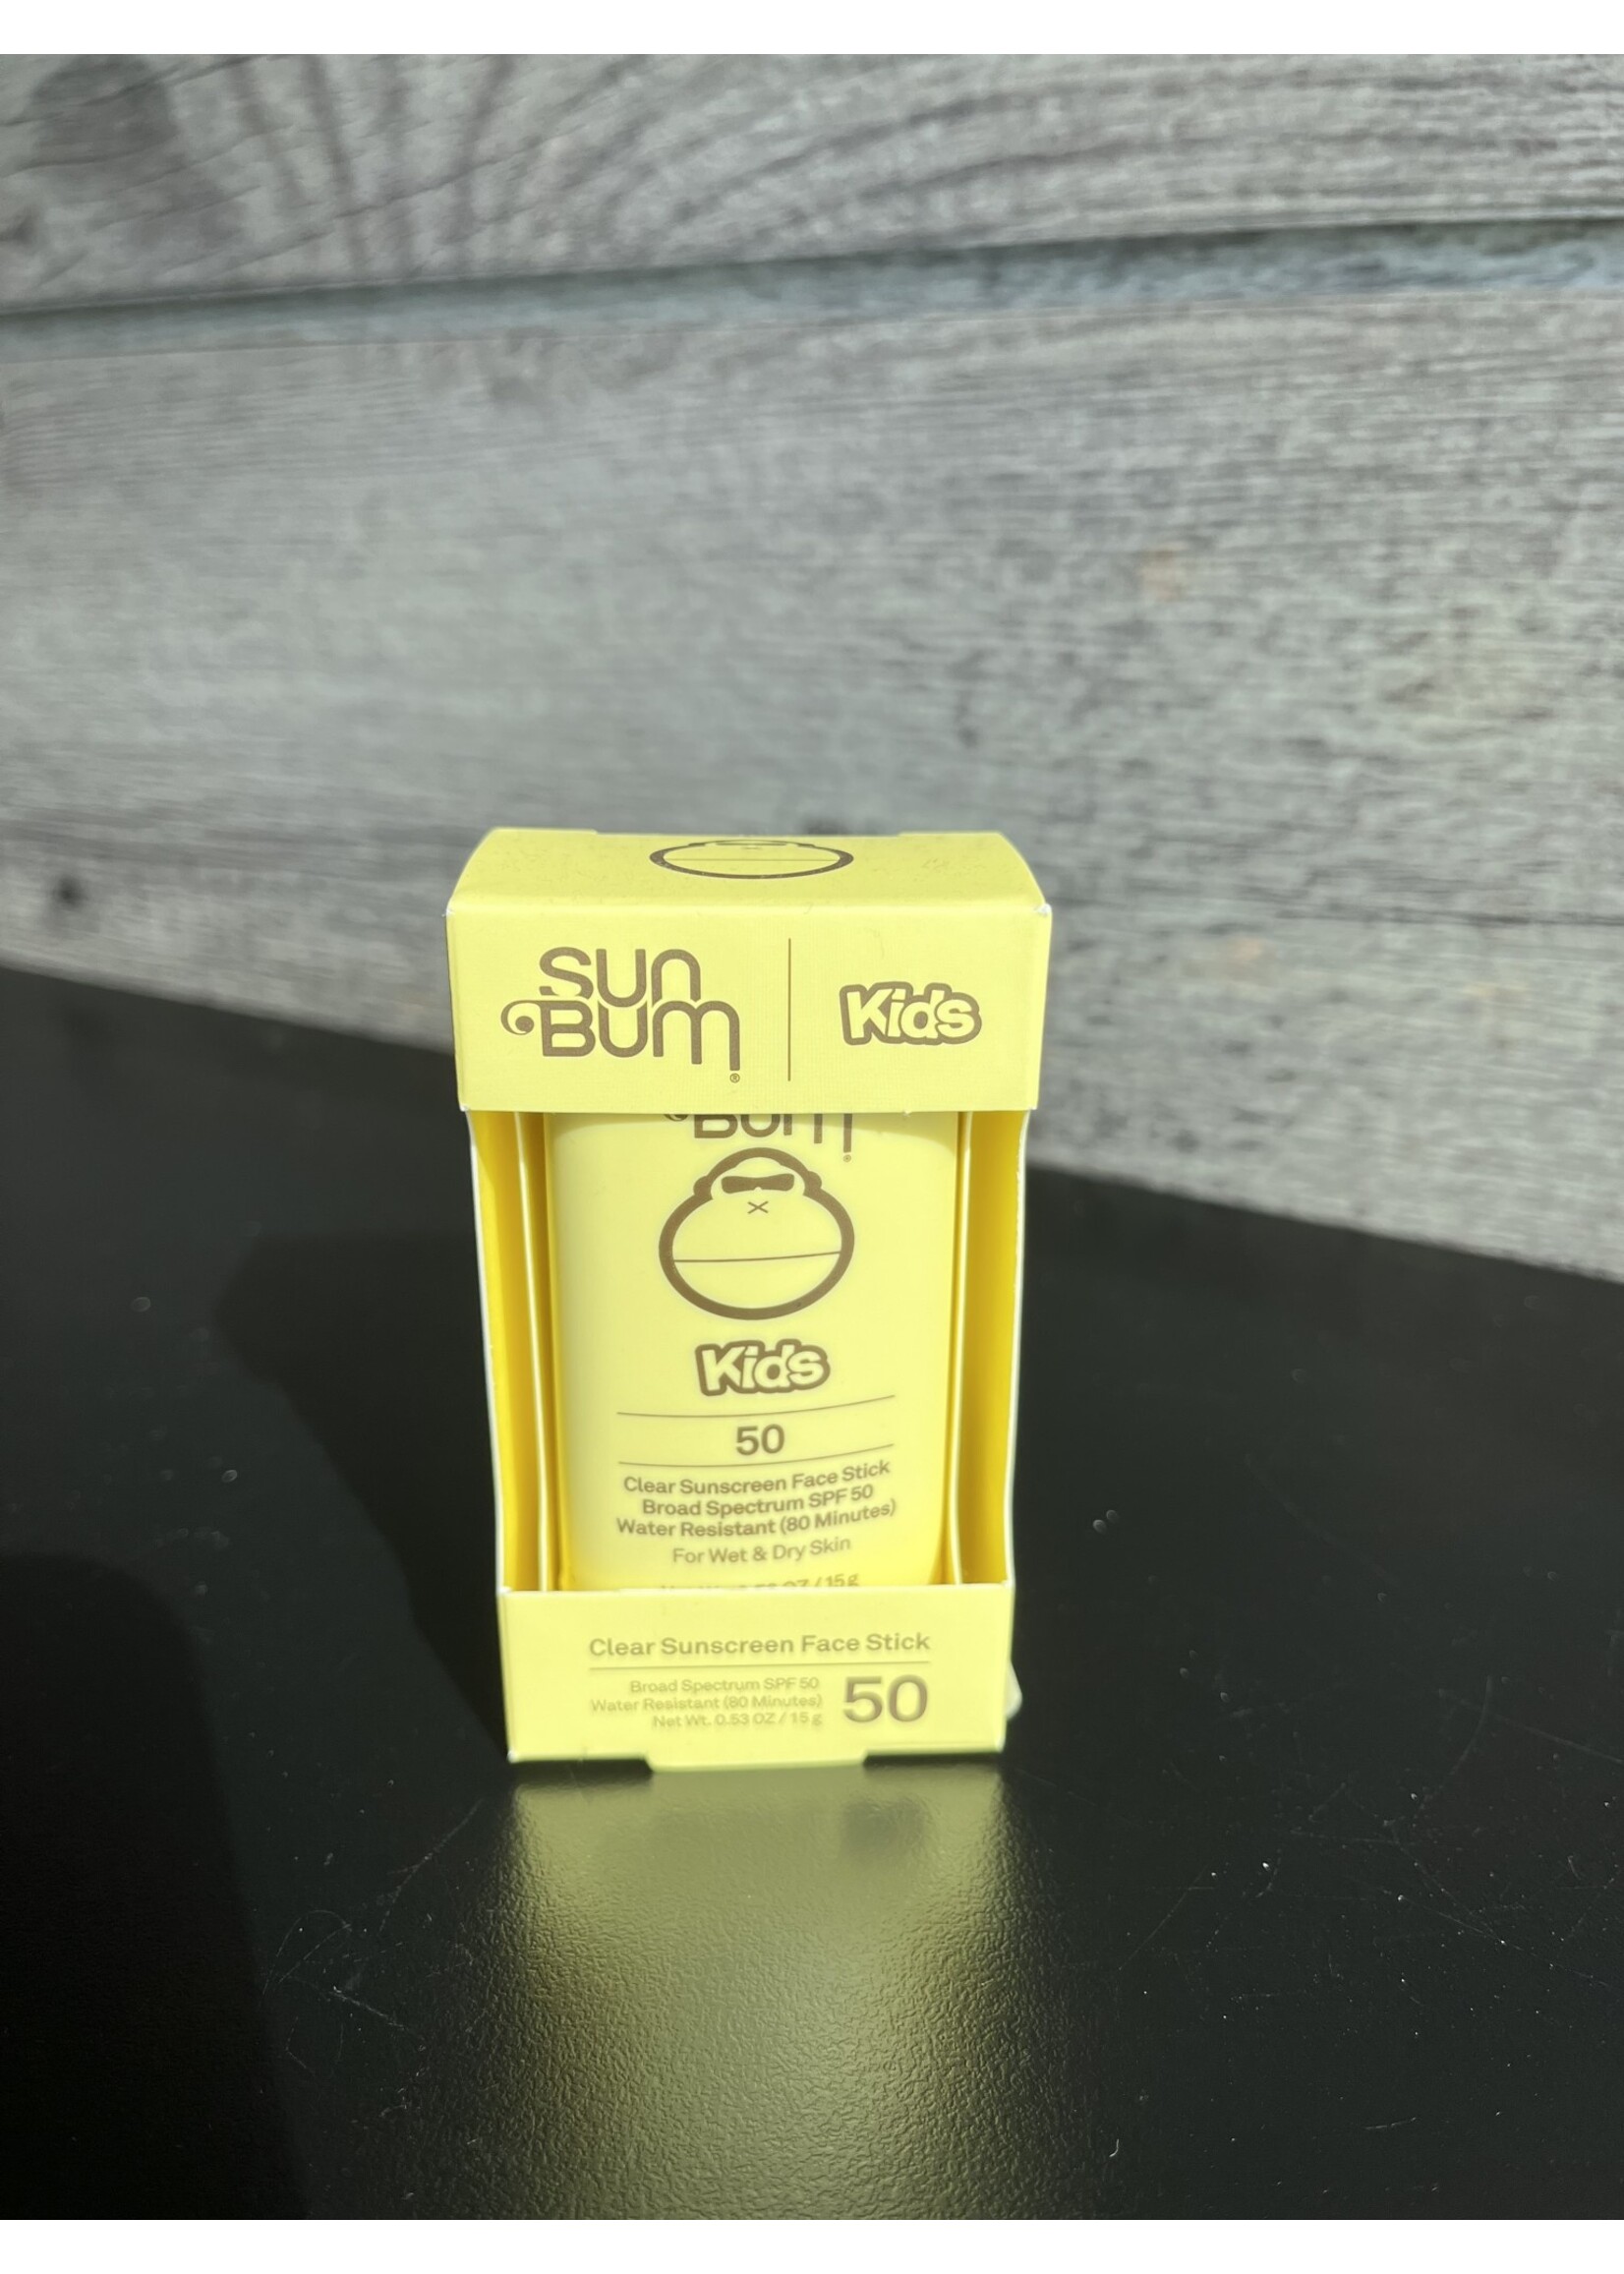 SUN
BUM®
Kids
BUM®
Kids
50
Clear Sunscreen Face Stick
Broad Spectrum SPF 50
Water Resistant (80 Minutes)
For Wet & Dry Skin
OZ / 15 g
Clear Sunscreen Face Stick
Broad Spectrum SPF 50
Water Resistant (80 Minutes)
Net Wt. 0.53 OZ / 15 g
50